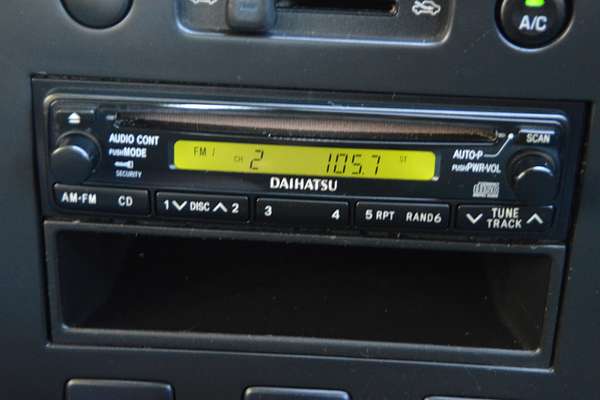 A/C
SCAN
AUDIO CONT
PUSH MODE
SECURITY
FM 1 CH 2 105.7 ST
AUTO-P
PUSH PWR-VOL
DAIHATSU
AM-FM CD
1 DISC 2
3 4
5 RPT RAND 6
TUNE
TRACK